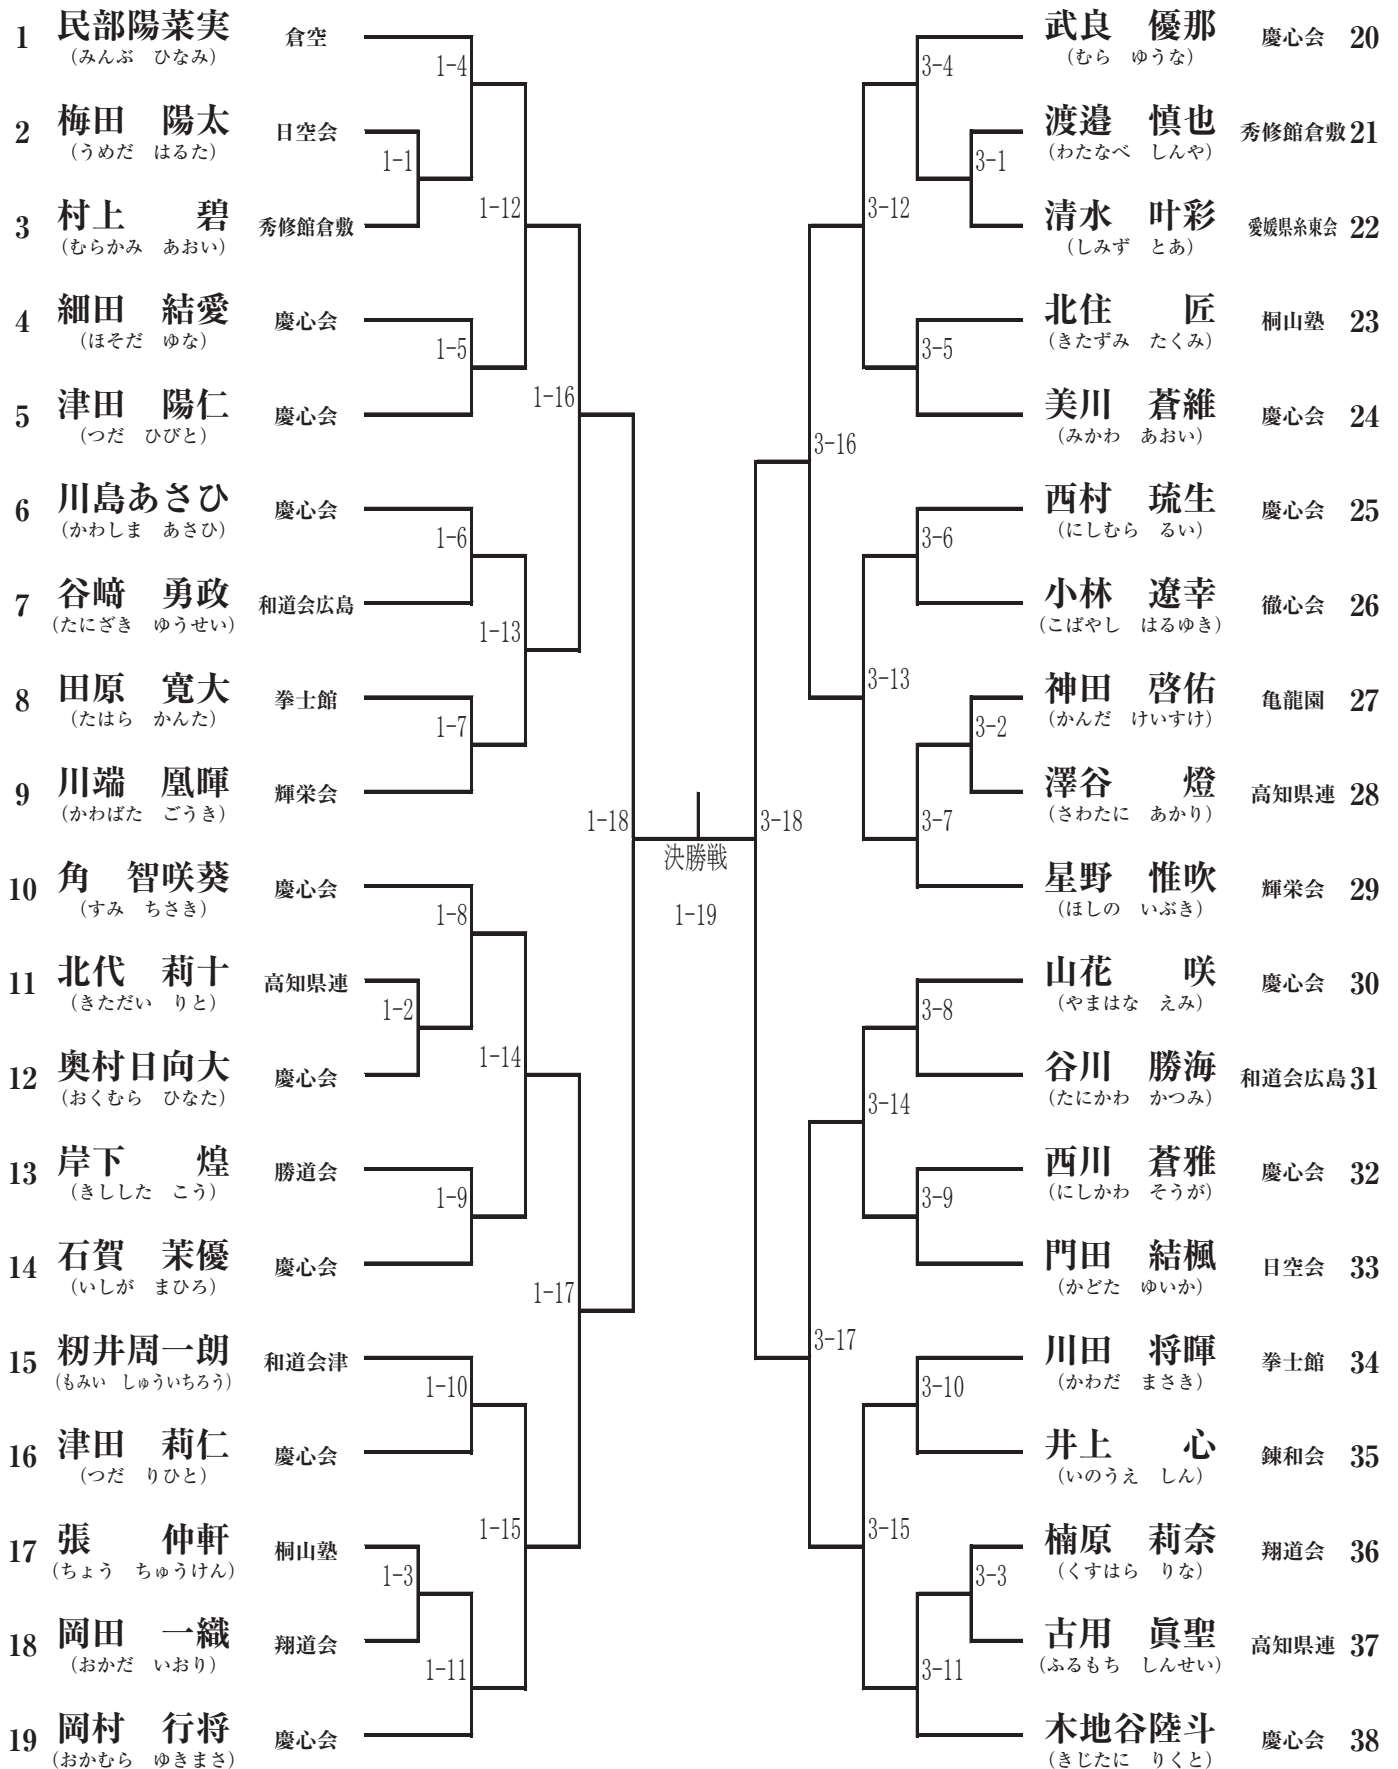 1 民部陽菜実 倉空
（みんぶ　ひなみ）
2 梅田　陽太 日空会
（うめだ　はるた）
3 村上　　碧 秀修館倉敷
（むらかみ　あおい）
4 細田　結愛 慶心会
（ほそだ　ゆな）
5 津田　陽仁 慶心会
（つだ　ひびと）
6 川島あさひ 慶心会
（かわしま　あさひ）
7 谷﨑　勇政 和道会広島
（たにざき　ゆうせい）
8 田原　寛大 拳士館
（たはら　かんた）
9 川端　凰暉 輝栄会
（かわばた　ごうき）
10 角　智咲葵 慶心会
（すみ　ちさき）
11 北代　莉十 高知県連
（きただい　りと）
12 奥村日向大 慶心会
（おくむら　ひなた）
13 岸下　　煌 勝道会
（きしした　こう）
14 石賀　茉優 慶心会
（いしが　まひろ）
15 籾井周一朗 和道会津
（もみい　しゅういちろう）
16 津田　莉仁 慶心会
（つだ　りひと）
17 張　　仲軒 桐山塾
（ちょう　ちゅうけん）
18 岡田　一織 翔道会
（おかだ　いおり）
19 岡村　行将 慶心会
（おかむら　ゆきまさ）
1-4
1-1
1-12
1-5
1-16
1-6
1-13
1-7
1-18
1-8
1-2
1-14
1-9
1-17
1-10
1-15
1-3
1-11
決勝戦
1-19
3-4
3-1
3-12
3-5
3-16
3-6
3-13
3-2
3-18
3-7
3-8
3-14
3-9
3-17
3-10
3-15
3-3
3-11
武良　優那 慶心会 20
（むら　ゆうな）
渡邉　慎也 秀修館倉敷 21
（わたなべ　しんや）
清水　叶彩 愛媛県糸東会 22
（しみず　とあ）
北住　　匠 桐山塾 23
（きたずみ　たくみ）
美川　蒼維 慶心会 24
（みかわ　あおい）
西村　琉生 慶心会 25
（にしむら　るい）
小林　遼幸 徹心会 26
（こばやし　はるゆき）
神田　啓佑 亀龍園 27
（かんだ　けいすけ）
澤谷　　燈 高知県連 28
（さわたに　あかり）
星野　惟吹 輝栄会 29
（ほしの　いぶき）
山花　　咲 慶心会 30
（やまはな　えみ）
谷川　勝海 和道会広島 31
（たにかわ　かつみ）
西川　蒼雅 慶心会 32
（にしかわ　そうが）
門田　結楓 日空会 33
（かどた　ゆいか）
川田　将暉 拳士館 34
（かわだ　まさき）
井上　　心 錬和会 35
（いのうえ　しん）
楠原　莉奈 翔道会 36
（くすはら　りな）
古用　眞聖 高知県連 37
（ふるもち　しんせい）
木地谷陸斗 慶心会 38
（きじたに　りくと）